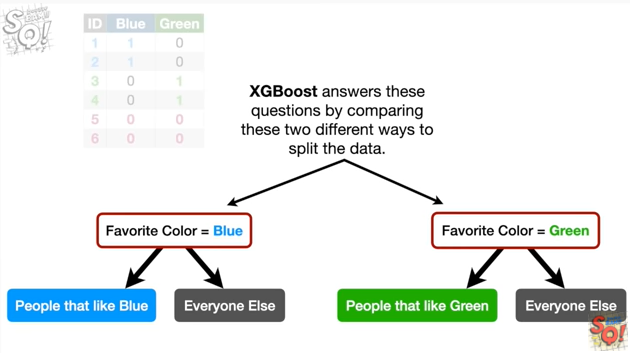 SQ!
ID Blue Green
1 1 0
2 1 0
3 0 1
4 0 1
5 0 0
6 0 0
XGBoost answers these
questions by comparing
these two different ways to
split the data.
Favorite Color = Blue
Favorite Color = Green
People that like Blue
Everyone Else
People that like Green
Everyone Else
SQ!